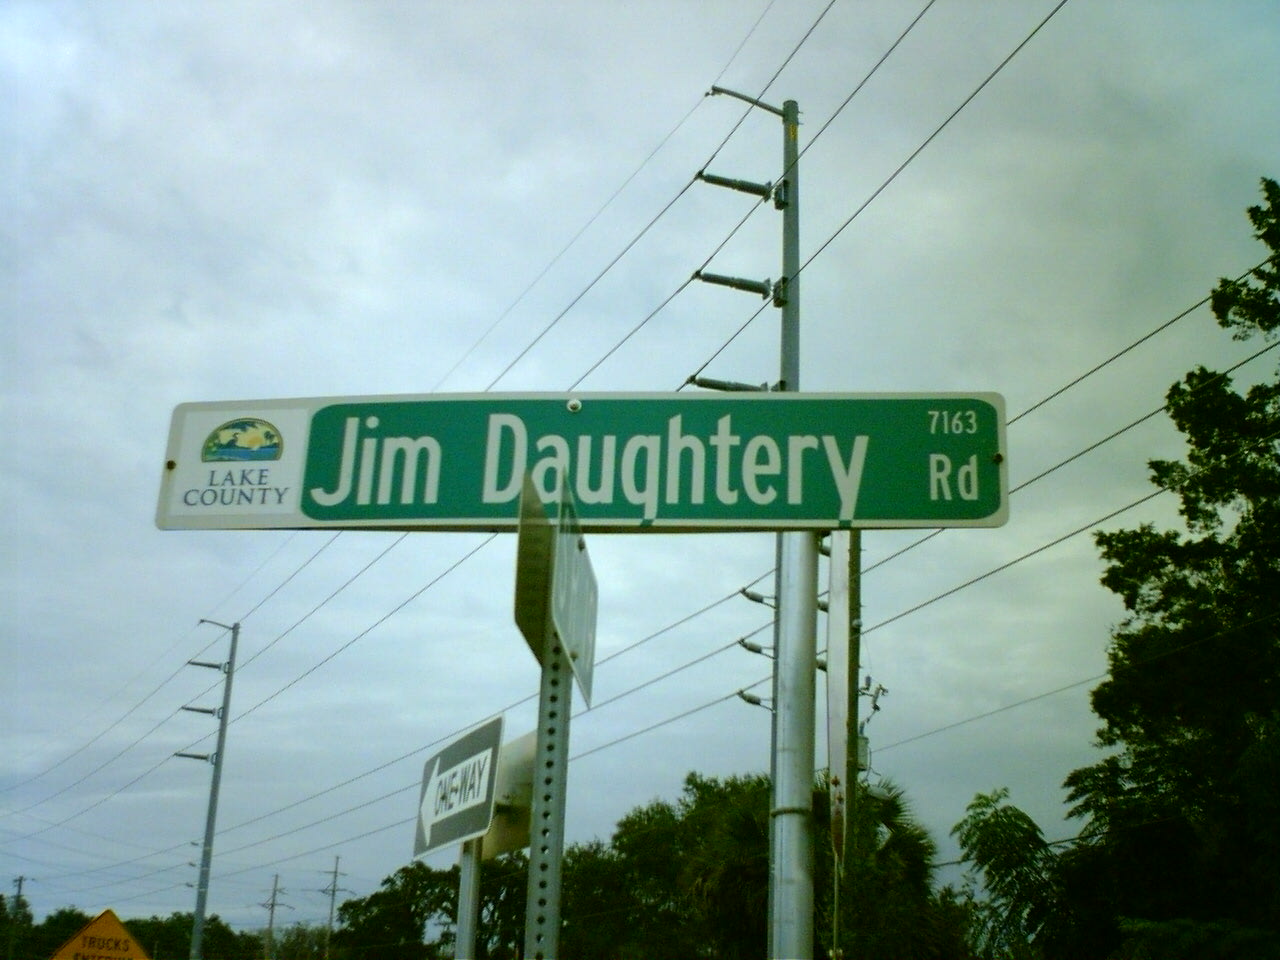 LAKE
COUNTY
Jim Daughtery
7163
Rd
ONE-WAY
TRUCKS